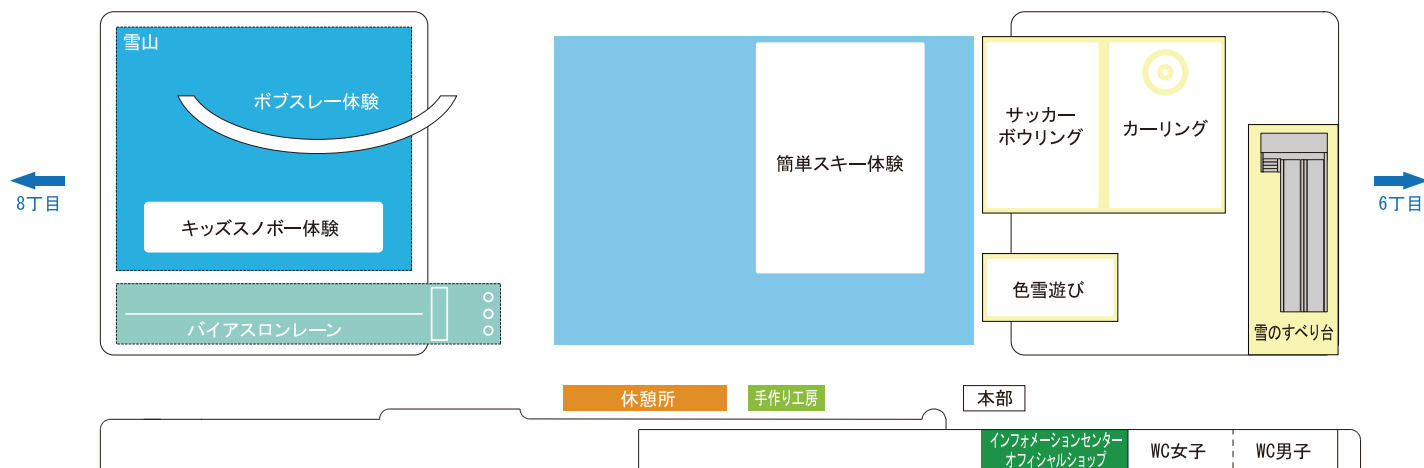 雪山
ボブスレー体験
キッズスノボー体験
バイアスロンレーン
簡単スキー体験
サッカー
ボウリング
カーリング
色雪遊び
雪のすべり台
8丁目
6丁目
休憩所
手作り工房
本部
インフォメーションセンター
オフィシャルショップ
WC女子
WC男子